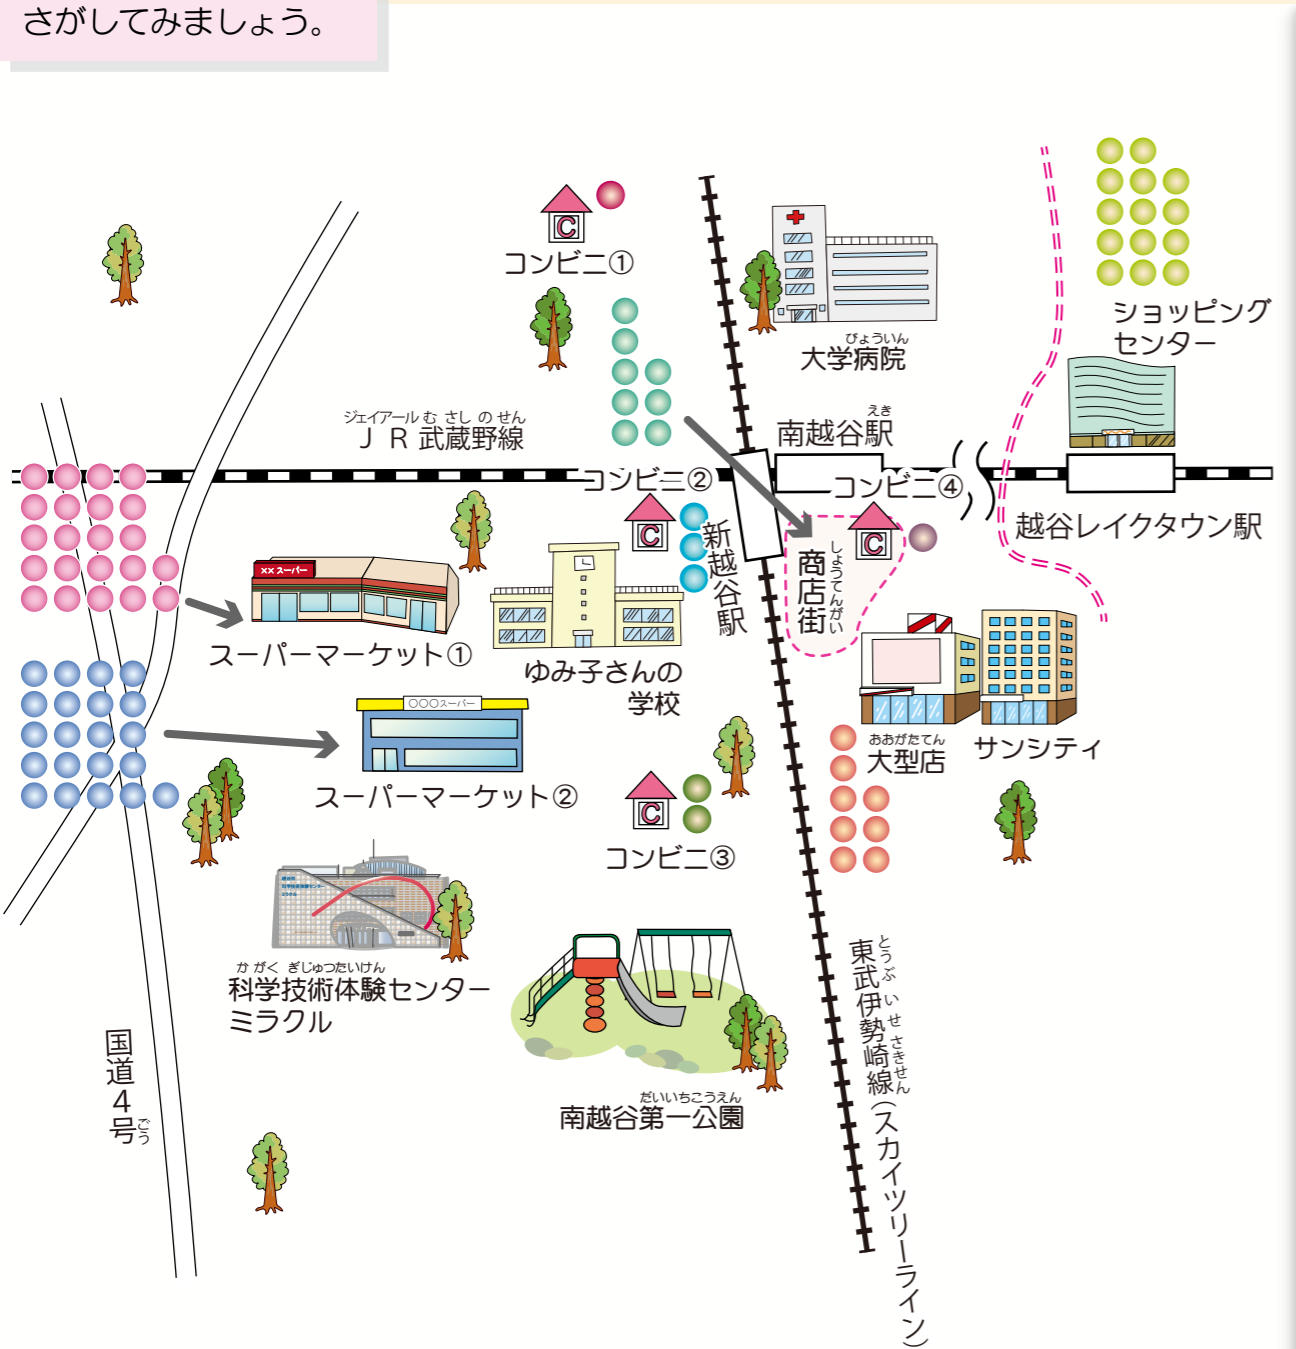 さがしてみましょう。
コンビニ①
びょういん
大学病院
ショッピング
センター
ジェイアール むさしのせん
JR 武蔵野線
えき
南越谷駅
コンビニ②
コンビニ④
越谷レイクタウン駅
新越谷駅
商店街
しょうてんがい
×× スーパー
スーパーマーケット①
ゆみ子さんの
学校
〇〇〇スーパー
スーパーマーケット②
おおがたてん
大型店
サンシティ
コンビニ③
かがく ぎじゅつたいけん
科学技術体験センター
ミラクル
だいいちこうえん
南越谷第一公園
国道4号
ごう
東武伊勢崎線(スカイツリーライン)
とうぶいせさきせん
C
C
C
C